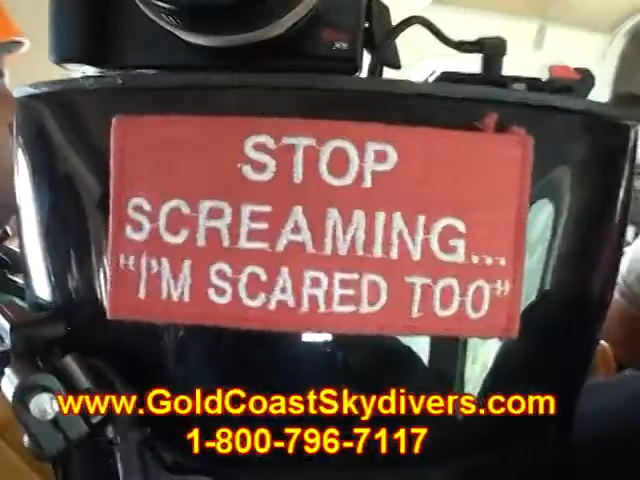 STOP
SCREAMING...
"I'M SCARED TOO"
www.GoldCoastSkydivers.com
1-800-796-7117